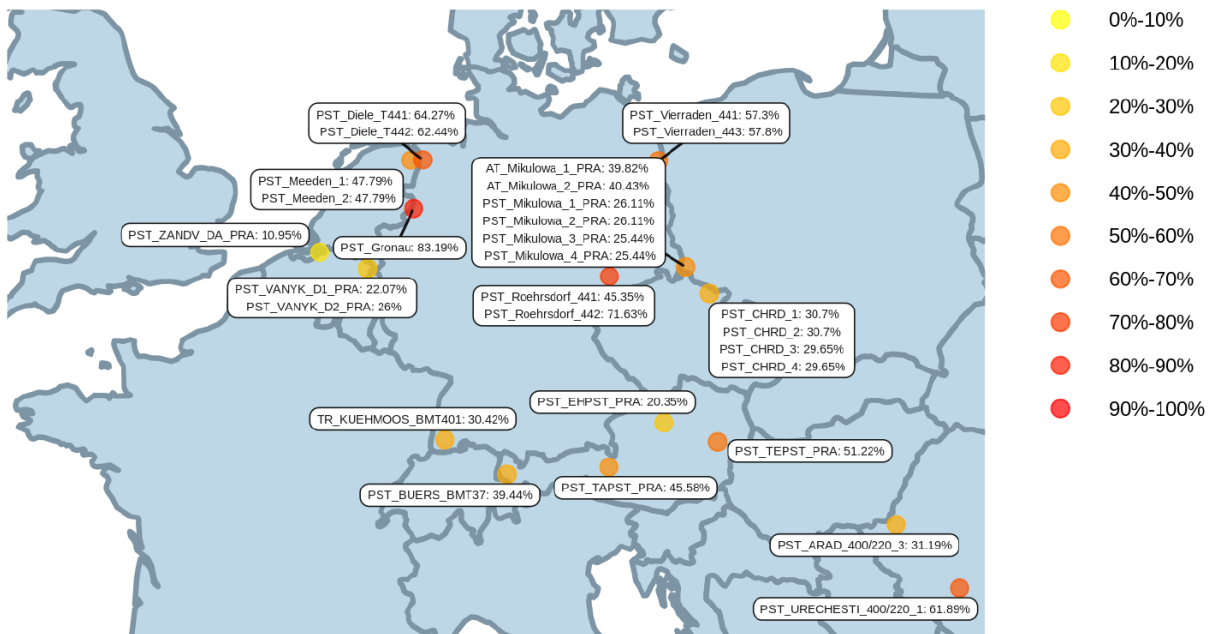 PST_Diele_T441: 64.27%
PST_Diele_T442: 62.44%
PST_Vierraden_441: 57.3%
PST_Vierraden_443: 57.8%
PST_Meeden_1: 47.79%
PST_Meeden_2: 47.79%
AT_Mikulowa_1_PRA: 39.82%
AT_Mikulowa_2_PRA: 40.43%
PST_Mikulowa_1_PRA: 26.11%
PST_Mikulowa_2_PRA: 26.11%
PST_Mikulowa_3_PRA: 25.44%
PST_Mikulowa_4_PRA: 25.44%
PST_ZANDV_DA_PRA: 10.95%
PST_Gronau: 83.19%
PST_VANYK_D1_PRA: 22.07%
PST_VANYK_D2_PRA: 26%
PST_Roehrsdorf_441: 45.35%
PST_Roehrsdorf_442: 71.63%
PST_CHRD_1: 30.7%
PST_CHRD_2: 30.7%
PST_CHRD_3: 29.65%
PST_CHRD_4: 29.65%
PST_EHPST_PRA: 20.35%
TR_KUEHMOOS_BMT401: 30.42%
PST_TEPST_PRA: 51.22%
PST_BUERS_BMT37: 39.44%
PST_TAPST_PRA: 45.58%
PST_ARAD_400/220_3: 31.19%
PST_URECHESTI_400/220_1: 61.89%
0%-10%
10%-20%
20%-30%
30%-40%
40%-50%
50%-60%
60%-70%
70%-80%
80%-90%
90%-100%